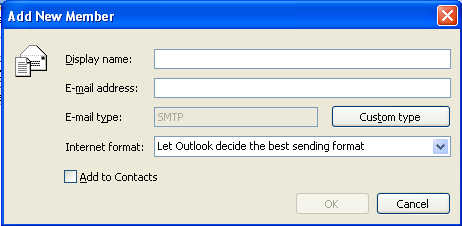 Add New Member
Display name:
E-mail address:
E-mail type: SMTP Custom type
Internet format: Let Outlook decide the best sending format
Add to Contacts
OK Cancel